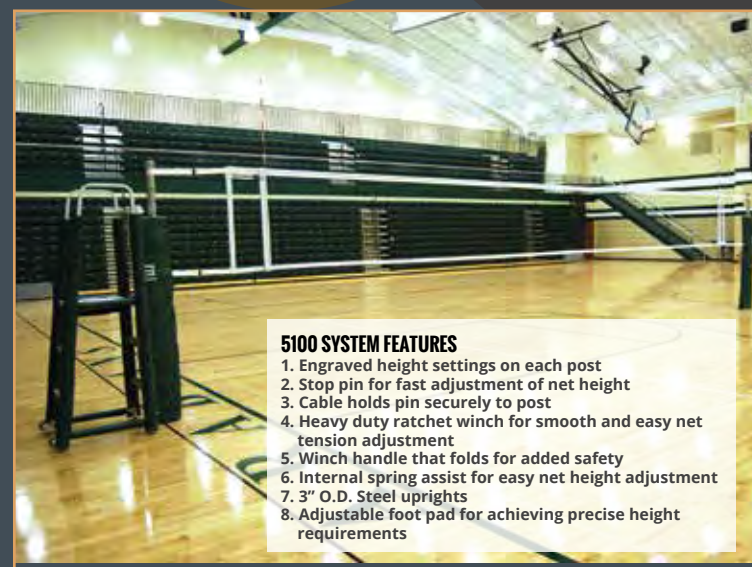 5100 SYSTEM FEATURES
1. Engraved height settings on each post
2. Stop pin for fast adjustment of net height
3. Cable holds pin securely to post
4. Heavy duty ratchet winch for smooth and easy net
tension adjustment
5. Winch handle that folds for added safety
6. Internal spring assist for easy net height adjustment
7. 3” O.D. Steel uprights
8. Adjustable foot pad for achieving precise height
requirements